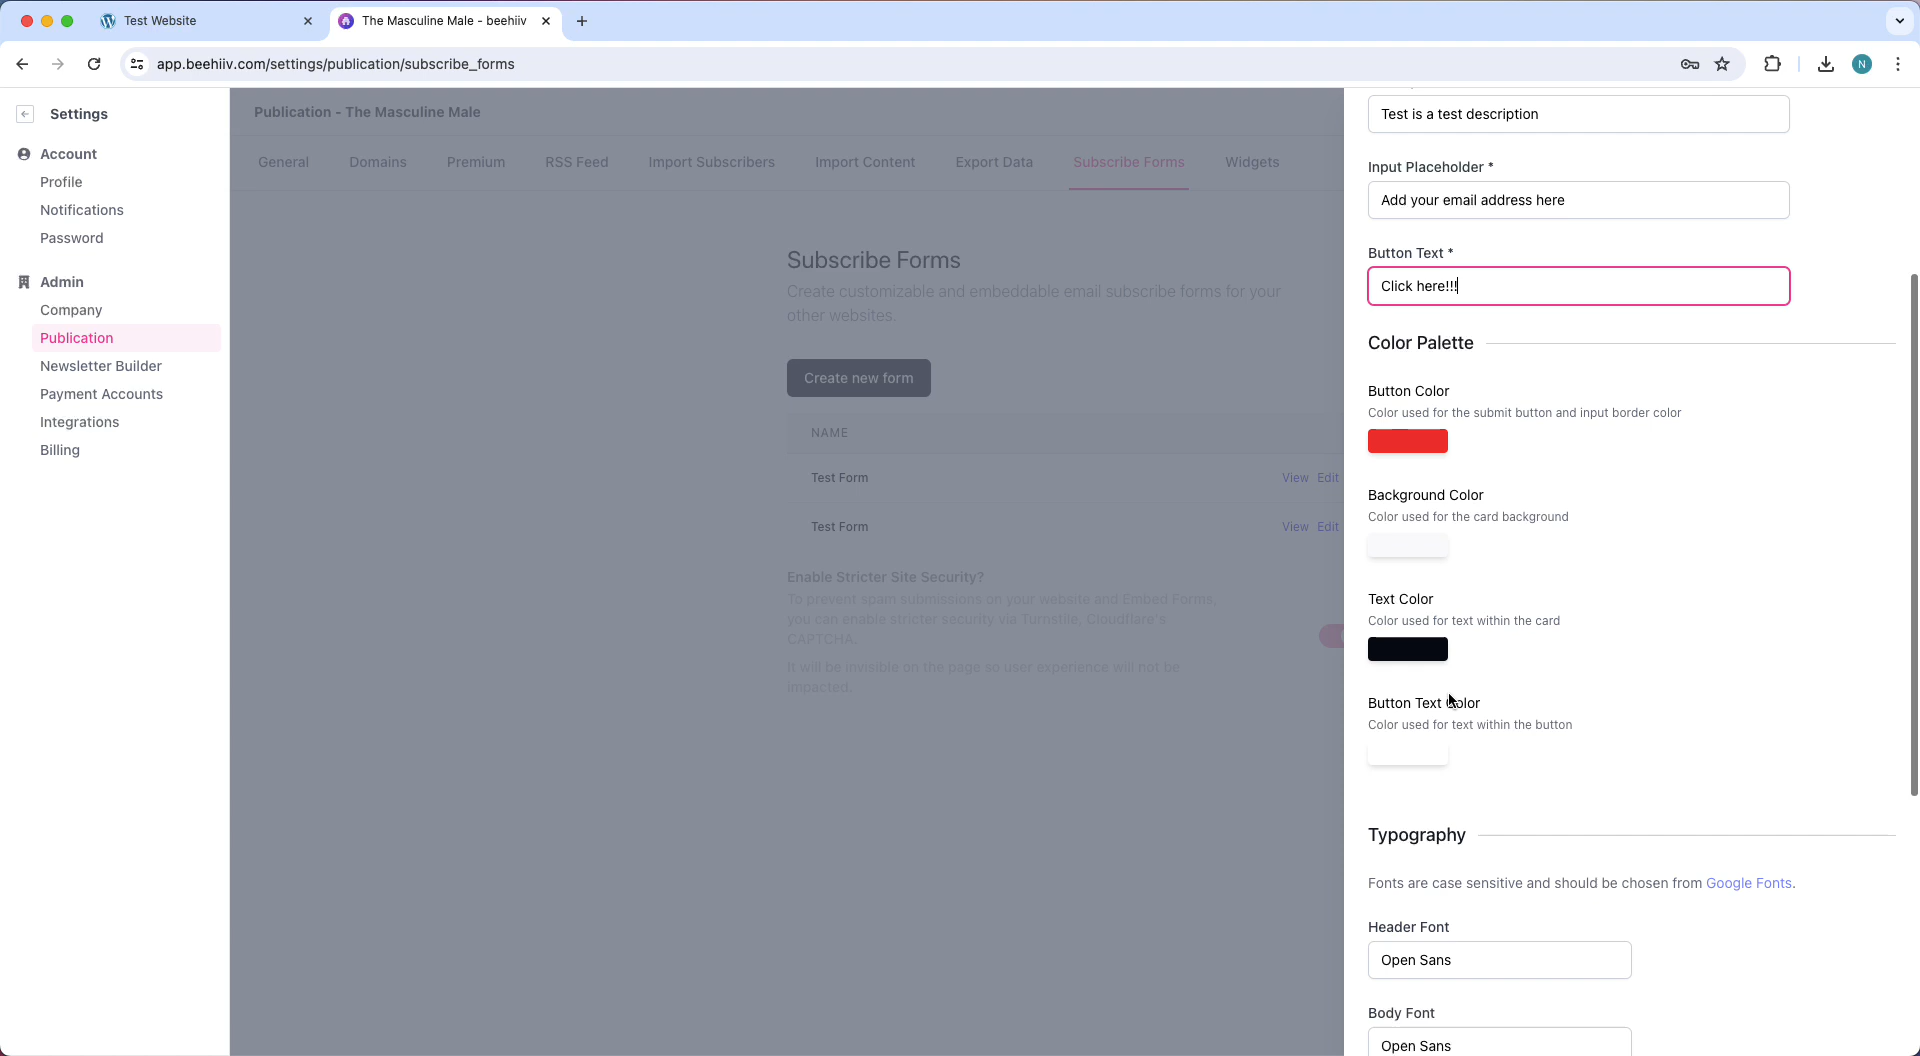 Test Website
The Masculine Male - beehiiv
app.beehiiv.com/settings/publication/subscribe_forms
N
Settings
Account
Profile
Notifications
Password
Admin
Company
Publication
Newsletter Builder
Payment Accounts
Integrations
Billing
Publication - The Masculine Male
General Domains Premium RSS Feed Import Subscribers Import Content Export Data Subscribe Forms Widgets
Subscribe Forms
Create customizable and embeddable email subscribe forms for your
other websites.
Create new form
NAME
Test Form View Edit
Test Form View Edit
Enable Stricter Site Security?
To prevent spam submissions on your website and Embed Forms,
you can enable stricter security via Turnstile, Cloudflare's
CAPTCHA.
It will be invisible on the page so user experience will not be
impacted.
Test is a test description
Input Placeholder *
Add your email address here
Button Text *
Click here!!!
Color Palette
Button Color
Color used for the submit button and input border color
Background Color
Color used for the card background
Text Color
Color used for text within the card
Button Text Color
Color used for text within the button
Typography
Fonts are case sensitive and should be chosen from Google Fonts.
Header Font
Open Sans
Body Font
Open Sans